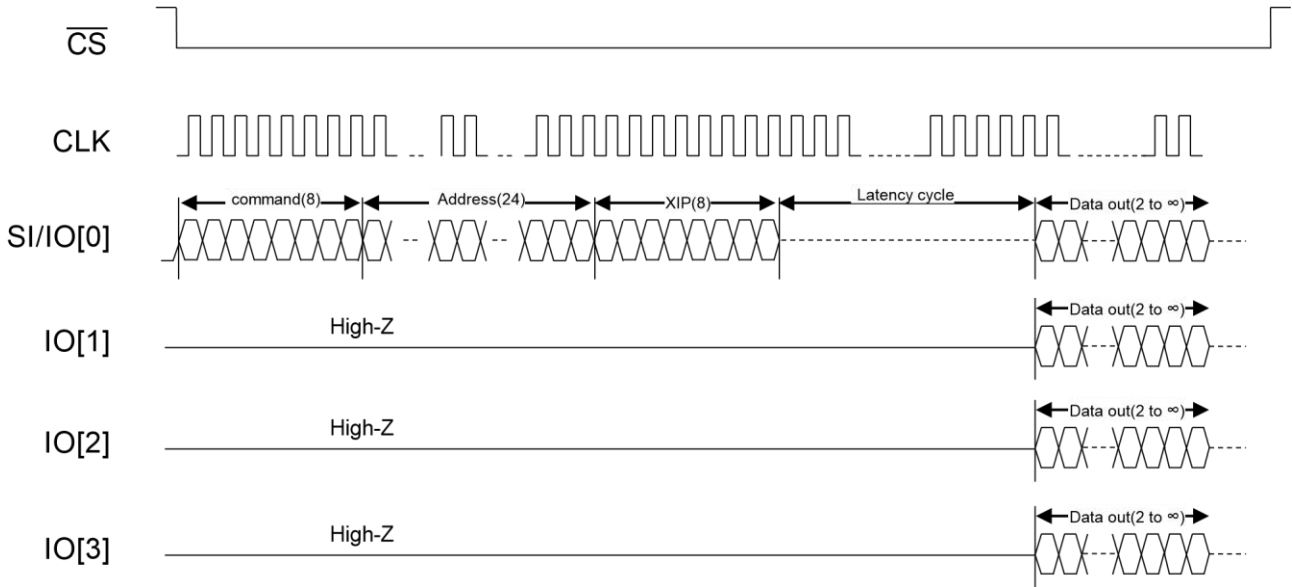 CS
CLK
command(8) Address(24) XIP(8) Latency cycle Data out(2 to ∞)
SI/IO[0]
Data out(2 to ∞)
High-Z
IO[1]
Data out(2 to ∞)
High-Z
IO[2]
Data out(2 to ∞)
High-Z
IO[3]